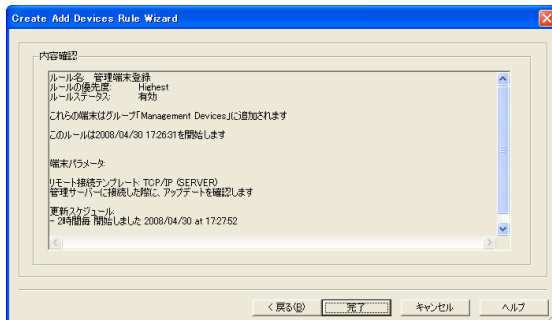 Create Add Devices Rule Wizard
内容確認
ルール名: 管理端末登録
ルールの優先度: Highest
ルールステータス: 有効
これらの端末はグループ「Management Devices」に追加されます
このルールは2008/04/30 17:26:31を開始します
端末パラメータ:
リモート接続テンプレート: TCP/IP (SERVER)
管理サーバーに接続した際に、アップデートを確認します
更新スケジュール:
- 2時間毎 開始しました 2008/04/30 at 17:27:52
< 戻る(B)
完了
キャンセル
ヘルプ